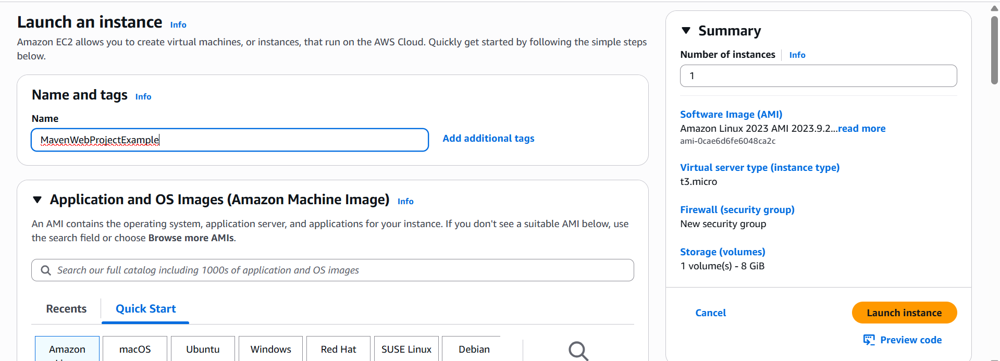 Launch an instance Info
Amazon EC2 allows you to create virtual machines, or instances, that run on the AWS Cloud. Quickly get started by following the simple steps
below.
Name and tags Info
Name
MavenWebProjectExample
Add additional tags
Application and OS Images (Amazon Machine Image) Info
An AMI contains the operating system, application server, and applications for your instance. If you don't see a suitable AMI below, use
the search field or choose Browse more AMIs.
Search our full catalog including 1000s of application and OS images
Recents
Quick Start
Amazon
macOS
Ubuntu
Windows
Red Hat
SUSE Linux
Debian
Summary
Number of instances Info
1
Software Image (AMI)
Amazon Linux 2023 AMI 2023.9.2...read more
ami-0cae6d6fe6048ca2c
Virtual server type (instance type)
t3.micro
Firewall (security group)
New security group
Storage (volumes)
1 volume(s) - 8 GiB
Cancel
Launch instance
Preview code